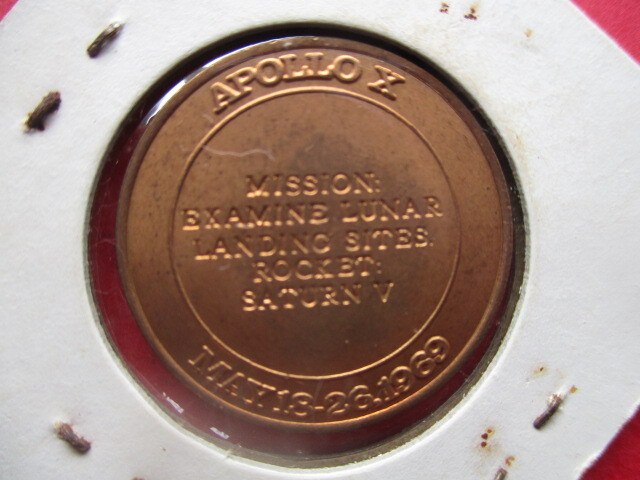 APOLLO X
MISSION:
EXAMINE LUNAR
LANDING SITES.
ROCKET:
SATURN V
MAY 18-26, 1969